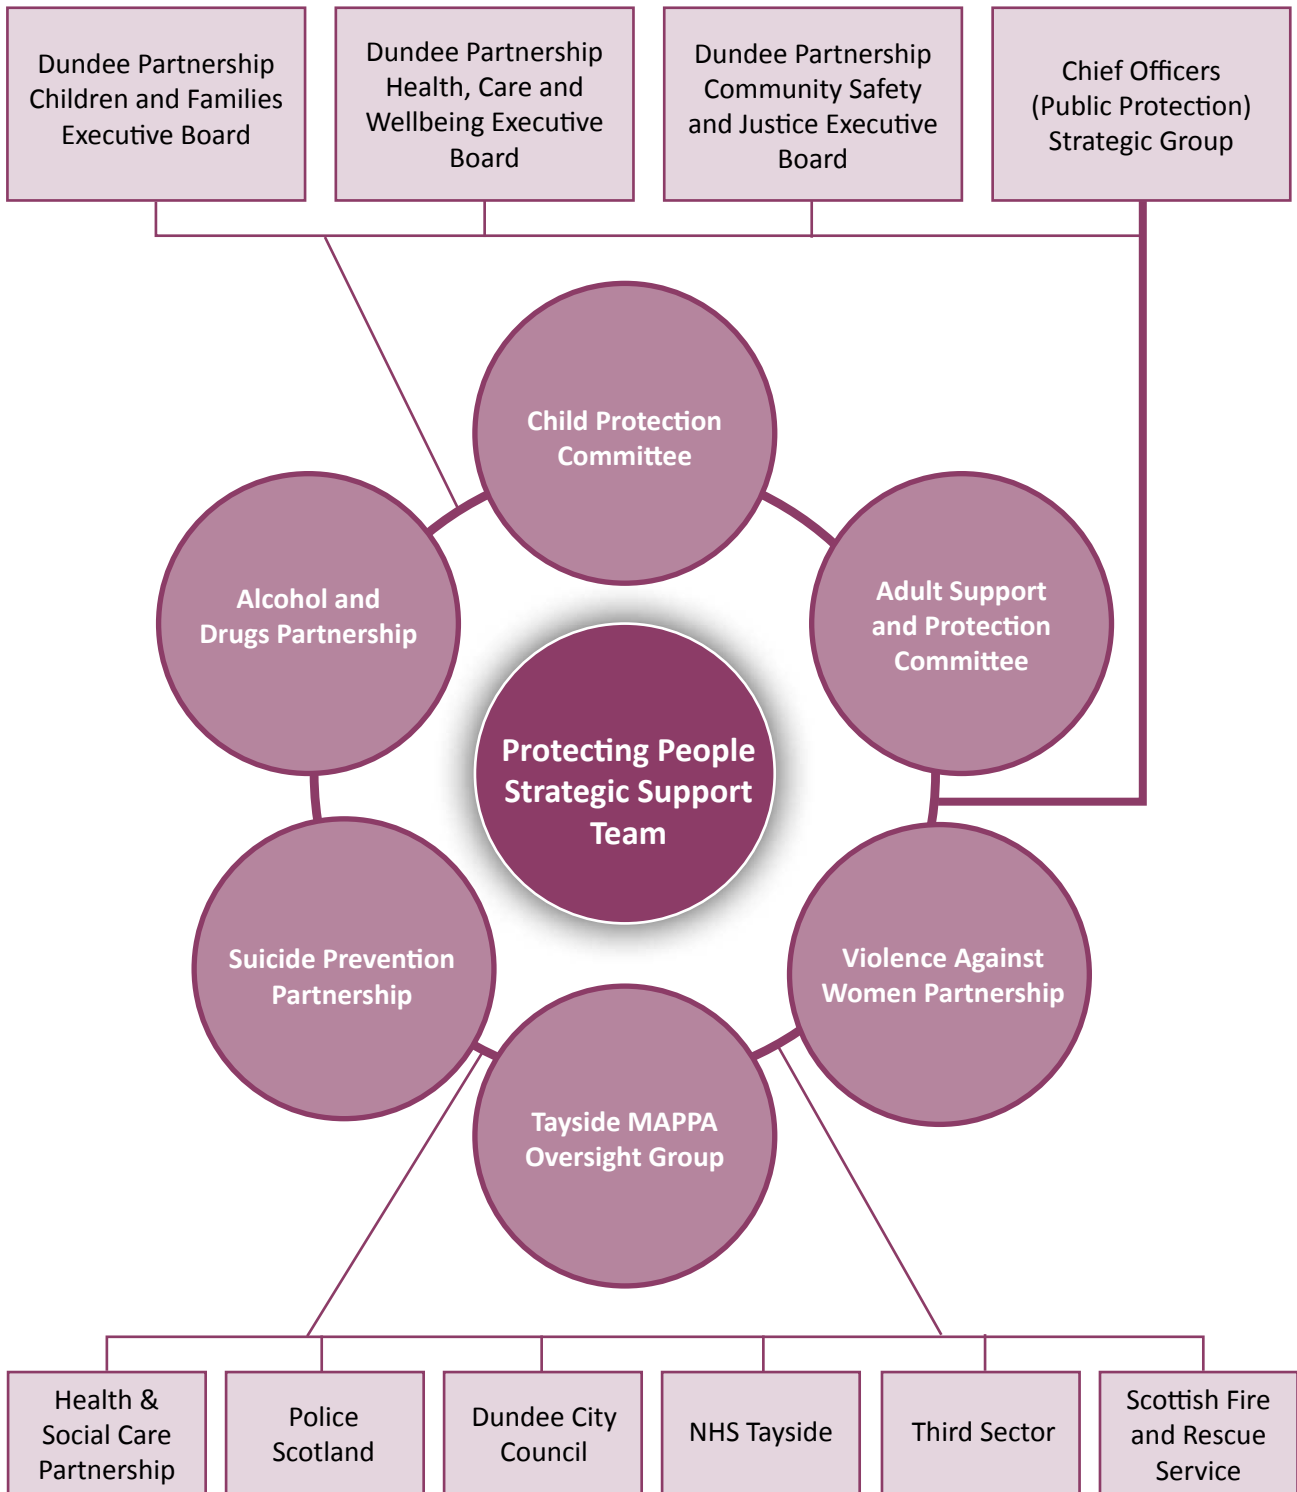 Dundee Partnership
Children and Families
Executive Board
Dundee Partnership
Health, Care and
Wellbeing Executive
Board
Dundee Partnership
Community Safety
and Justice Executive
Board
Chief Officers
(Public Protection)
Strategic Group
Child Protection
Committee
Alcohol and
Drugs Partnership
Adult Support
and Protection
Committee
Protecting People
Strategic Support
Team
Suicide Prevention
Partnership
Violence Against
Women Partnership
Tayside MAPPA
Oversight Group
Health &
Social Care
Partnership
Police
Scotland
Dundee City
Council
NHS Tayside
Third Sector
Scottish Fire
and Rescue
Service